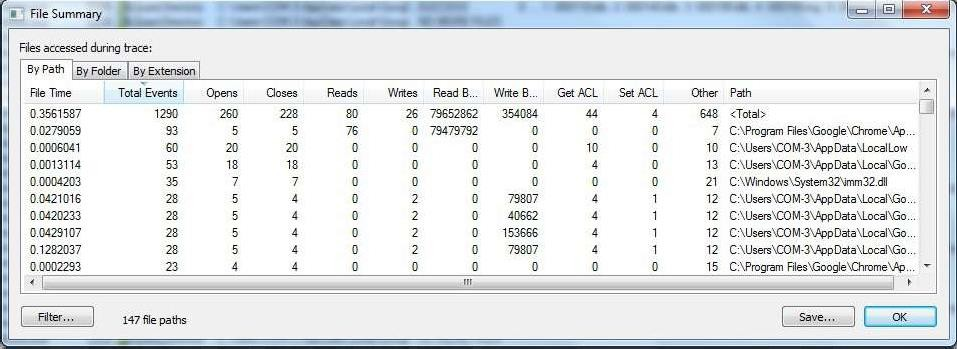 File Summary
Files accessed during trace:
By Path By Folder By Extension
File Time Total Events Opens Closes Reads Writes Read B... Write B... Get ACL Set ACL Other Path
0.3561587 1290 260 228 80 26 79652862 354084 44 4 648 <Total>
0.0279059 93 5 5 76 0 79479792 0 0 0 7 C:\Program Files\Google\Chrome\Ap...
0.0006041 60 20 20 0 0 0 0 10 0 10 C:\Users\COM-3\AppData\LocalLow
0.0013114 53 18 18 0 0 0 0 4 0 13 C:\Users\COM-3\AppData\Local\Go...
0.0004203 35 7 7 0 0 0 0 0 0 21 C:\Windows\System32\imm32.dll
0.0421016 28 5 4 0 2 0 79807 4 1 12 C:\Users\COM-3\AppData\Local\Go...
0.0420233 28 5 4 0 2 0 40662 4 1 12 C:\Users\COM-3\AppData\Local\Go...
0.0429107 28 5 4 0 2 0 153666 4 1 12 C:\Users\COM-3\AppData\Local\Go...
0.1282037 28 5 4 0 2 0 79807 4 1 12 C:\Users\COM-3\AppData\Local\Go...
0.0002293 23 4 4 0 0 0 0 0 0 15 C:\Program Files\Google\Chrome\Ap...
Filter... 147 file paths Save... OK